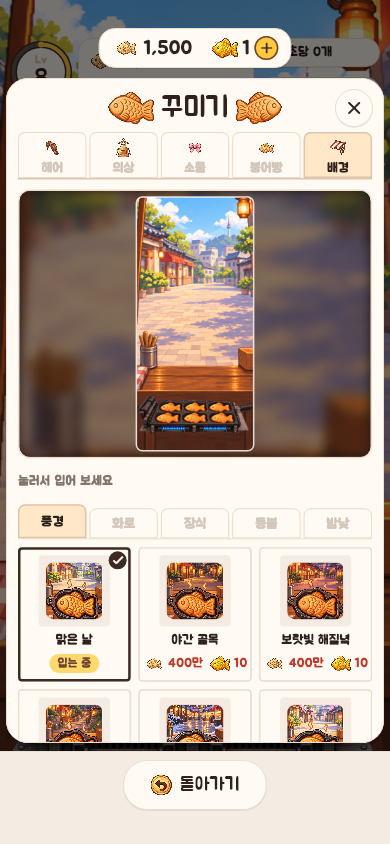 1,500
1
초당 0개
Lv
꾸미기
헤어
의상
소품
붕어빵
배경
눌러서 입어 보세요
풍경
화로
장식
등불
밤낮
맑은 날
야간 골목
보랏빛 해질녘
입는 중
400만 10
400만 10
돌아가기